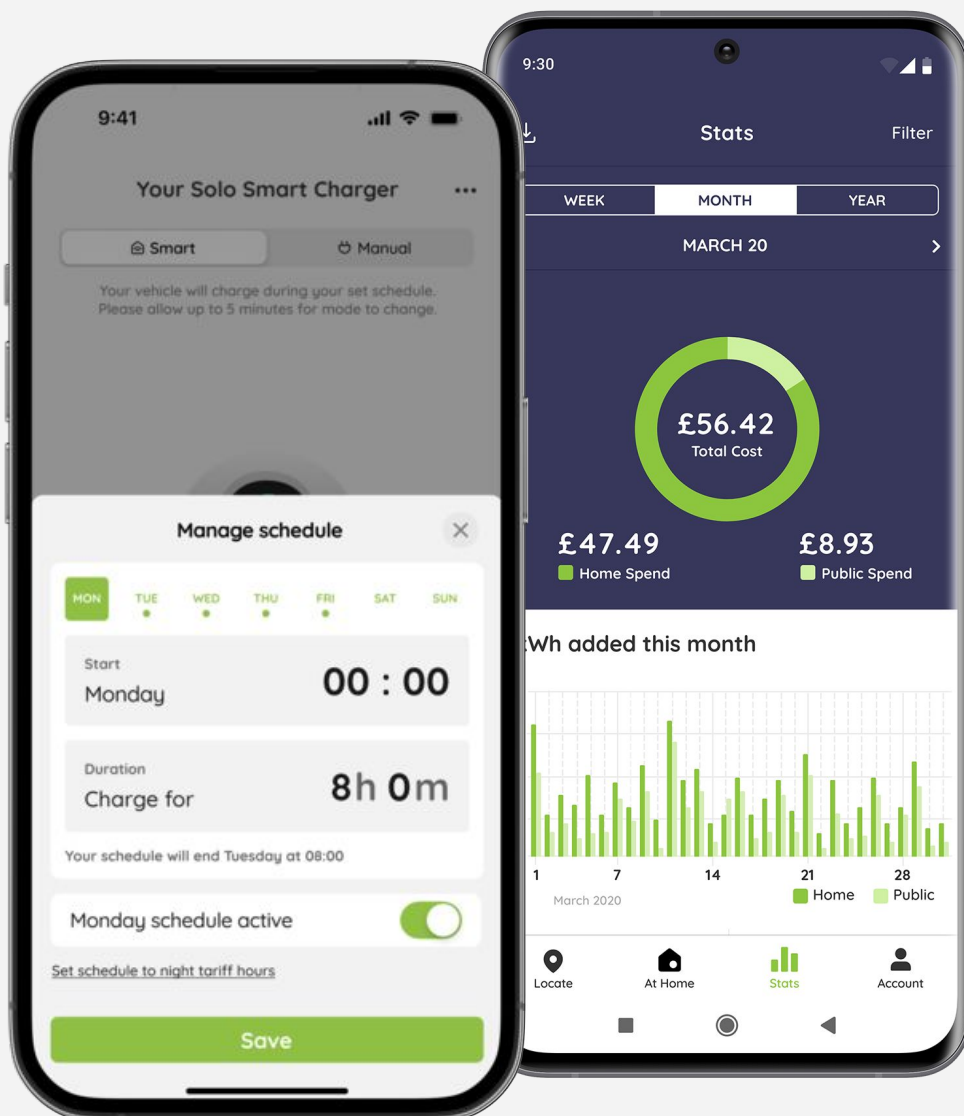 9:41
Your Solo Smart Charger
Smart
Manual
Your vehicle will charge during your set schedule.
Please allow up to 5 minutes for mode to change.
Manage schedule
MON TUE WED THU FRI SAT SUN
Start
Monday
00 : 00
Duration
Charge for
8h 0m
Your schedule will end Tuesday at 08:00
Monday schedule active
Set schedule to night tariff hours
Save
9:30
Stats
Filter
WEEK MONTH YEAR
MARCH 20
£56.42
Total Cost
£47.49
Home Spend
£8.93
Public Spend
Wh added this month
1 7 14 21 28
March 2020
Home
Public
Locate
At Home
Stats
Account